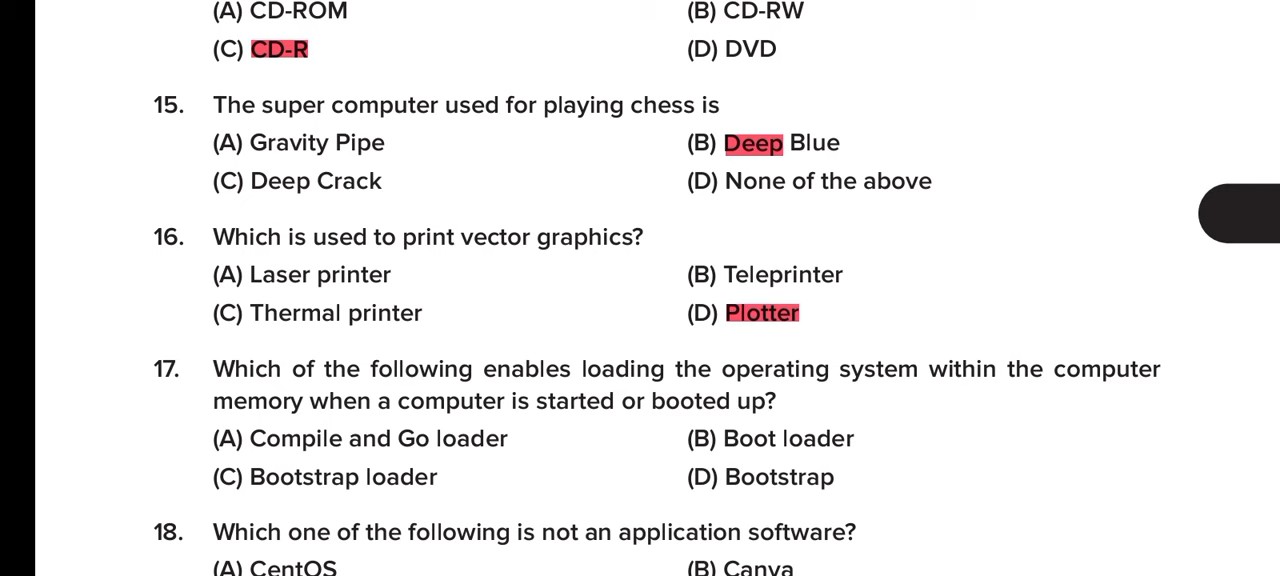 (A) CD-ROM (B) CD-RW
(C) CD-R (D) DVD
15. The super computer used for playing chess is
(A) Gravity Pipe (B) Deep Blue
(C) Deep Crack (D) None of the above
16. Which is used to print vector graphics?
(A) Laser printer (B) Teleprinter
(C) Thermal printer (D) Plotter
17. Which of the following enables loading the operating system within the computer
memory when a computer is started or booted up?
(A) Compile and Go loader (B) Boot loader
(C) Bootstrap loader (D) Bootstrap
18. Which one of the following is not an application software?
(A) CentOS (B) Canva